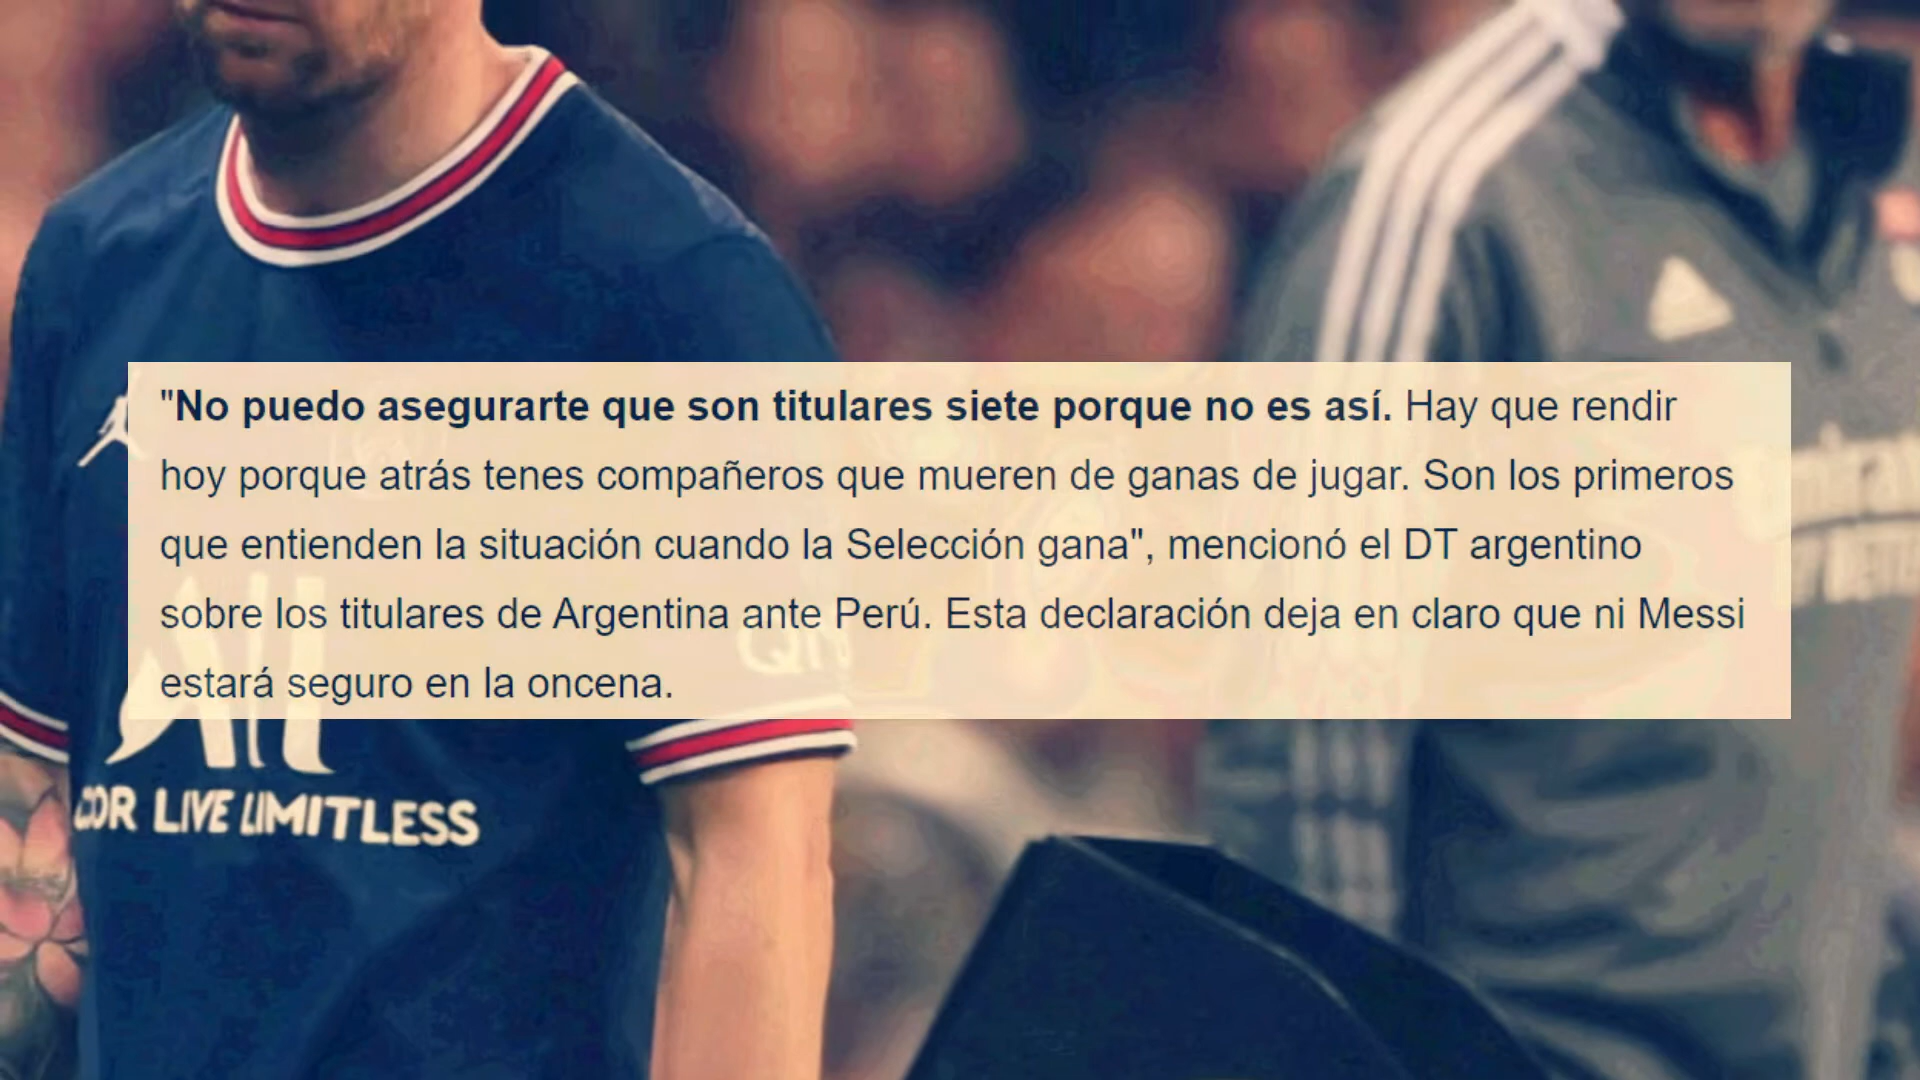 "No puedo asegurarte que son titulares siete porque no es así. Hay que rendir
hoy porque atrás tenes compañeros que mueren de ganas de jugar. Son los primeros
que entienden la situación cuando la Selección gana", mencionó el DT argentino
sobre los titulares de Argentina ante Perú. Esta declaración deja en claro que ni Messi
estará seguro en la oncena.
All
LIVE LIMITLESS